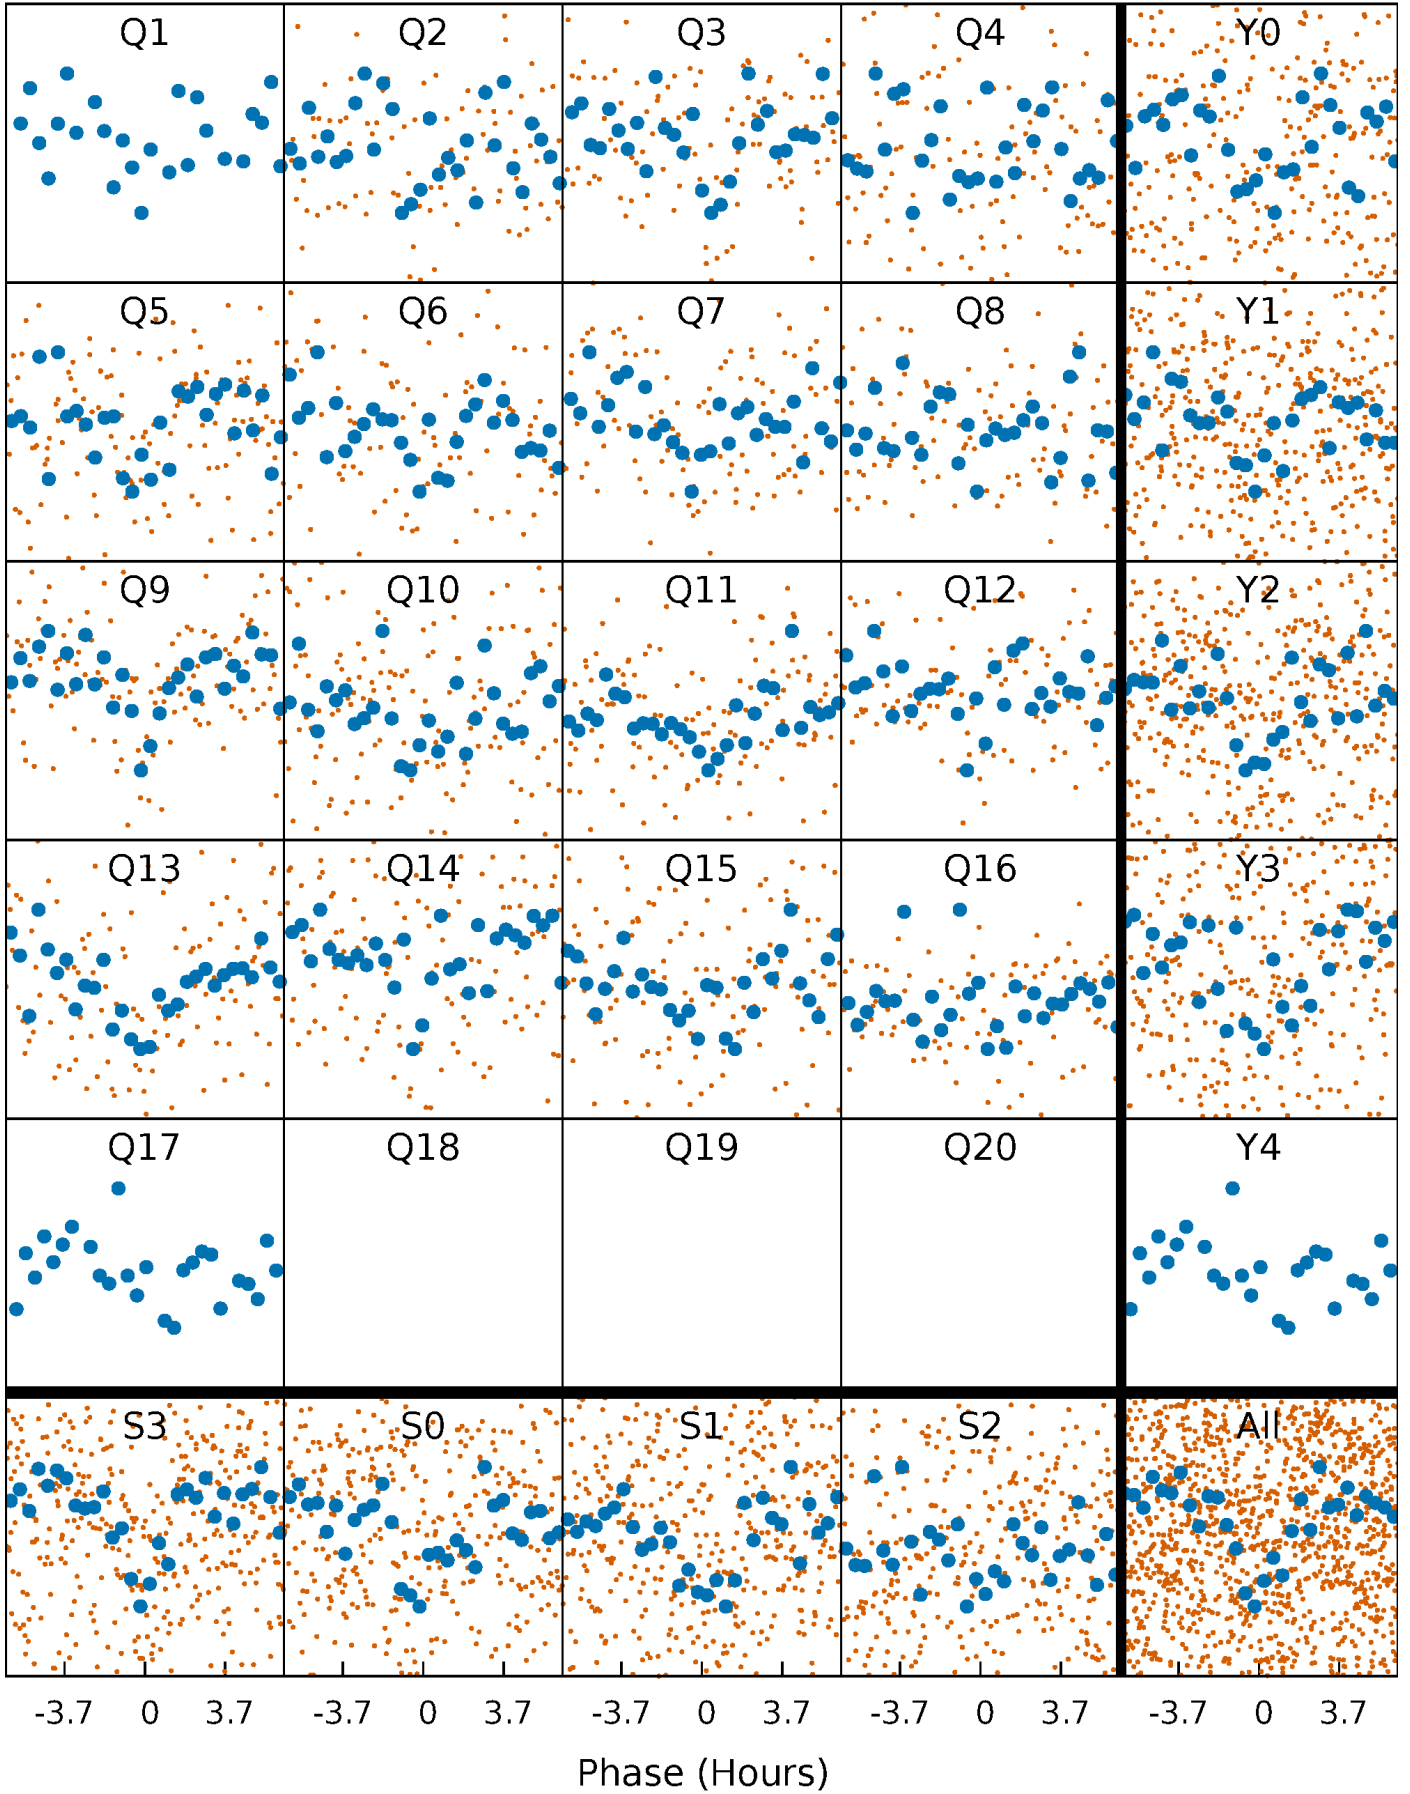 Q1 Q2 Q3 Q4 Y0
Q5 Q6 Q7 Q8 Y1
Q9 Q10 Q11 Q12 Y2
Q13 Q14 Q15 Q16 Y3
Q17 Q18 Q19 Q20 Y4
S3 S0 S1 S2 All
-3.7 0 3.7 -3.7 0 3.7 -3.7 0 3.7 -3.7 0 3.7 -3.7 0 3.7
Phase (Hours)